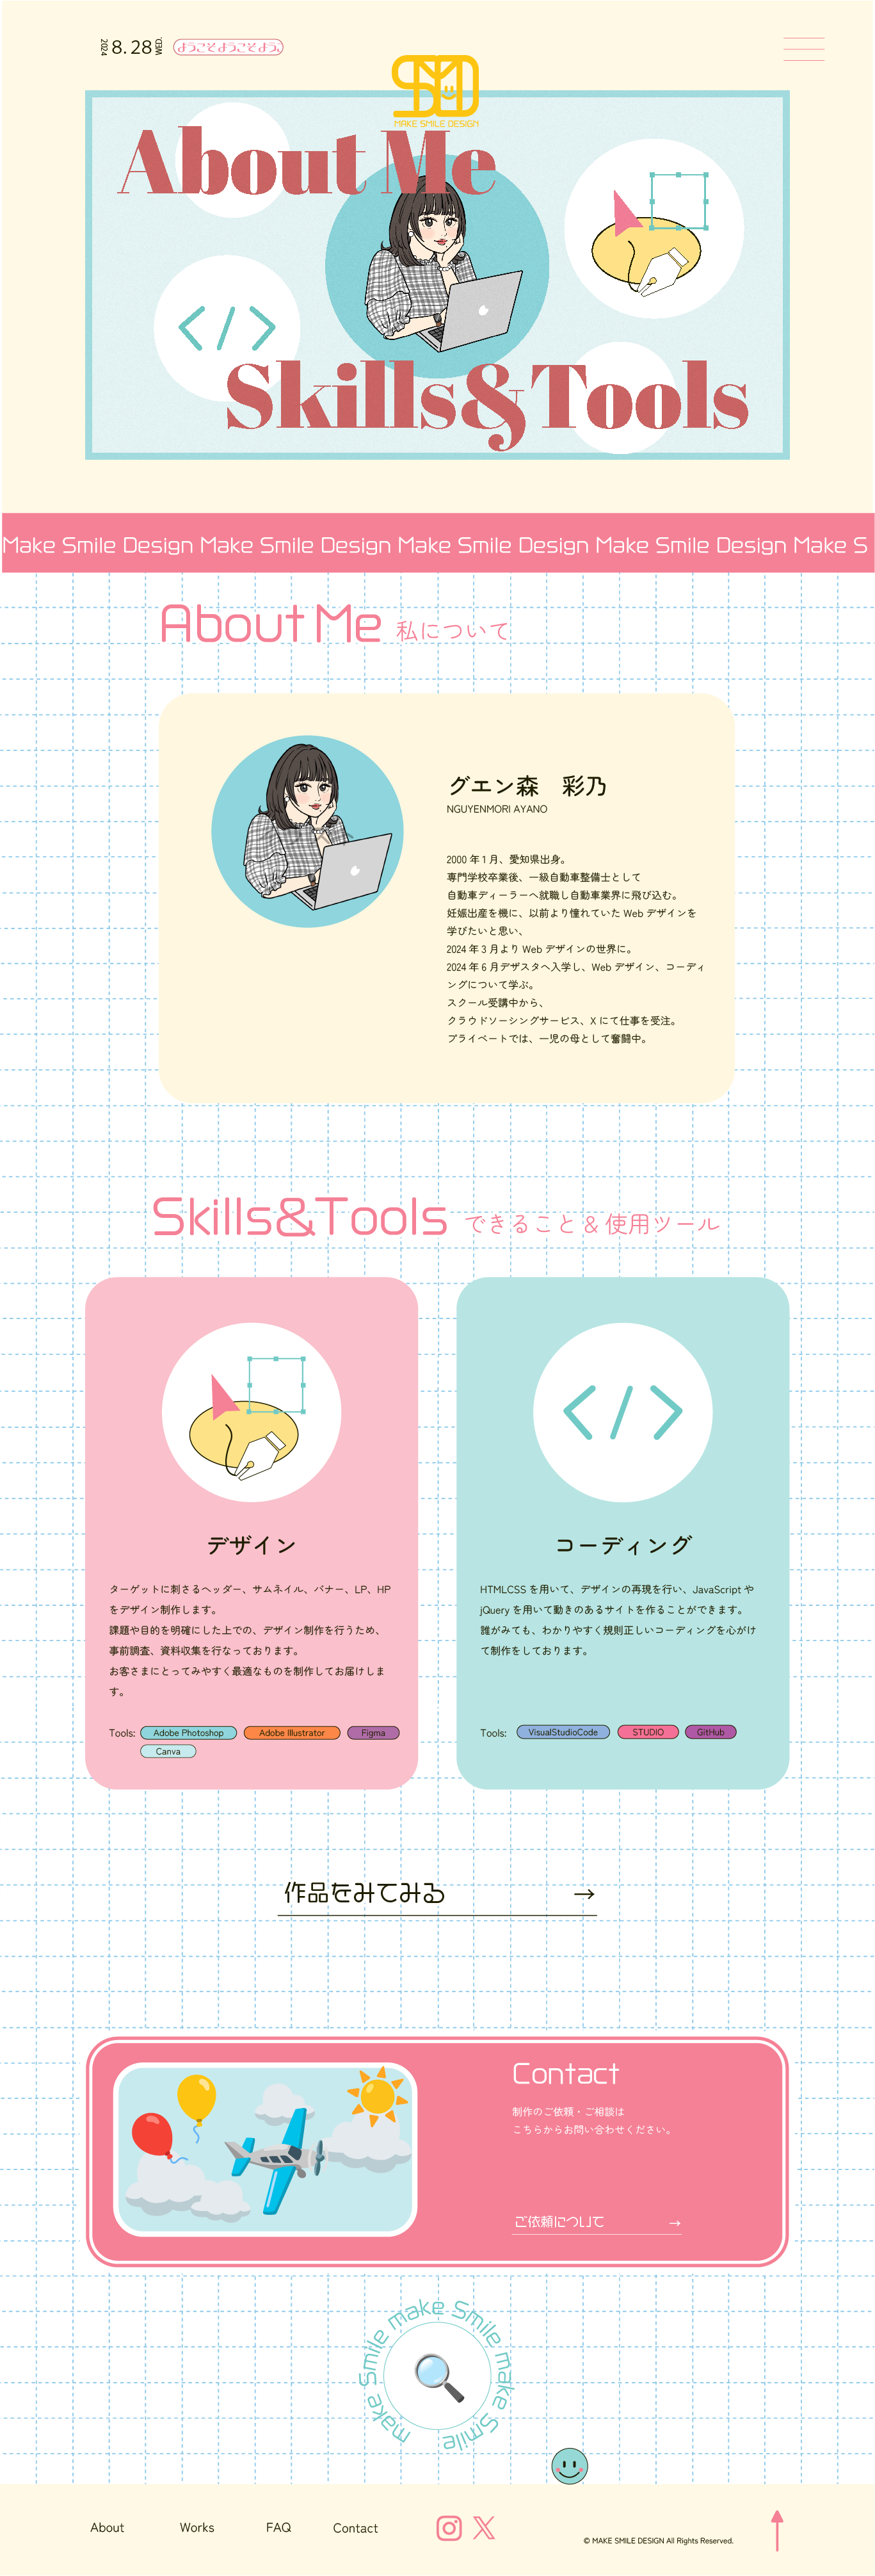 2024
8.28
WED.
ようこそようこそよう。
MAKE SMILE DESIGN
About Me
</>
Skills&Tools
Make Smile Design Make Smile Design Make Smile Design Make Smile Design Make S
About Me 私について
グエン森　彩乃
NGUYENMORI AYANO
2000 年 1 月、愛知県出身。
専門学校卒業後、一級自動車整備士として
自動車ディーラーへ就職し自動車業界に飛び込む。
妊娠出産を機に、以前より憧れていた Web デザインを
学びたいと思い、
2024 年 3 月より Web デザインの世界に。
2024 年 6 月デザスタへ入学し、Web デザイン、コーディ
ングについて学ぶ。
スクール受講中から、
クラウドソーシングサービス、X にて仕事を受注。
プライベートでは、一児の母として奮闘中。
Skills&Tools できること & 使用ツール
デザイン
ターゲットに刺さるヘッダー、サムネイル、バナー、LP、HP
をデザイン制作します。
課題や目的を明確にした上での、デザイン制作を行うため、
事前調査、資料収集を行なっております。
お客さまにとってみやすく最適なものを制作してお届けしま
す。
Tools: Adobe Photoshop Adobe illustrator Figma
Canva
</>
コーディング
HTMLCSS を用いて、デザインの再現を行い、JavaScript や
jQuery を用いて動きのあるサイトを作ることができます。
誰がみても、わかりやすく規則正しいコーディングを心がけ
て制作をしております。
Tools: VisualStudioCode STUDIO GitHub
作品をみてみる →
Contact
制作のご依頼・ご相談は
こちらからお問い合わせください。
ご依頼について →
make Smile make Smile make Smile
About Works FAQ Contact
© MAKE SMILE DESIGN All Rights Reserved.